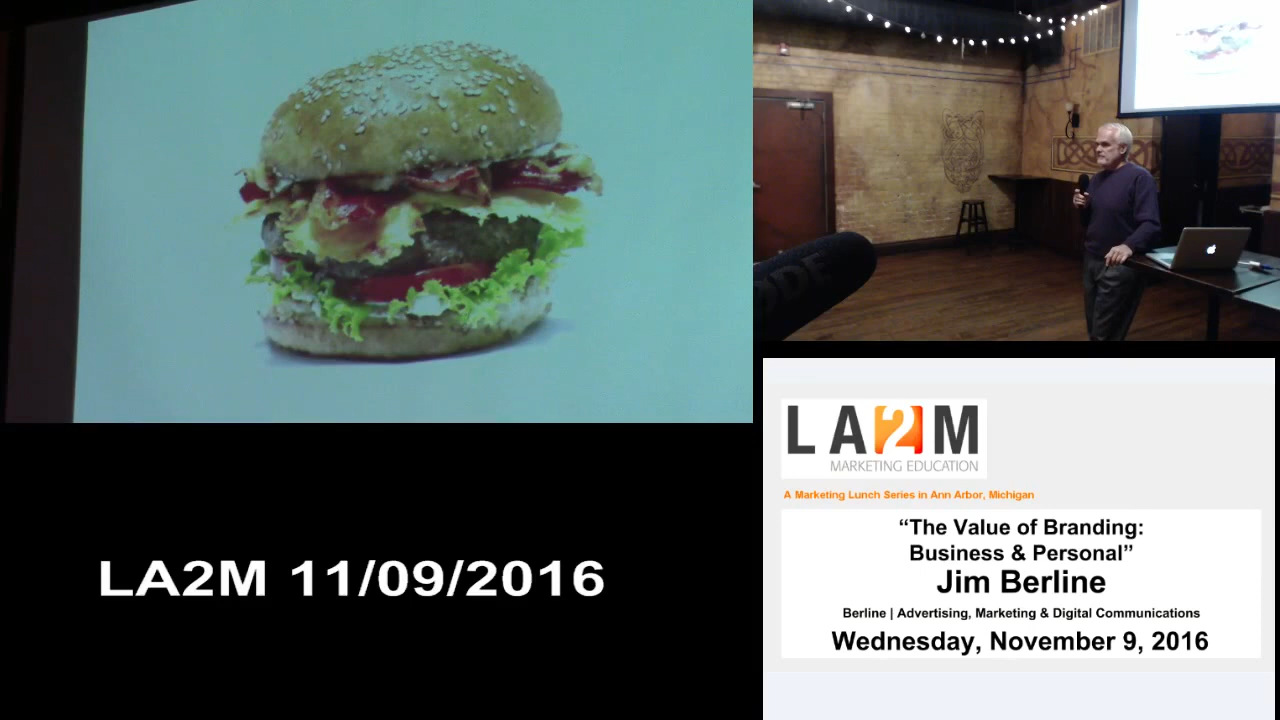 LA2M 11/09/2016
LA2M
MARKETING EDUCATION
A Marketing Lunch Series in Ann Arbor, Michigan
“The Value of Branding:
Business & Personal”
Jim Berline
Berline | Advertising, Marketing & Digital Communications
Wednesday, November 9, 2016
RODE